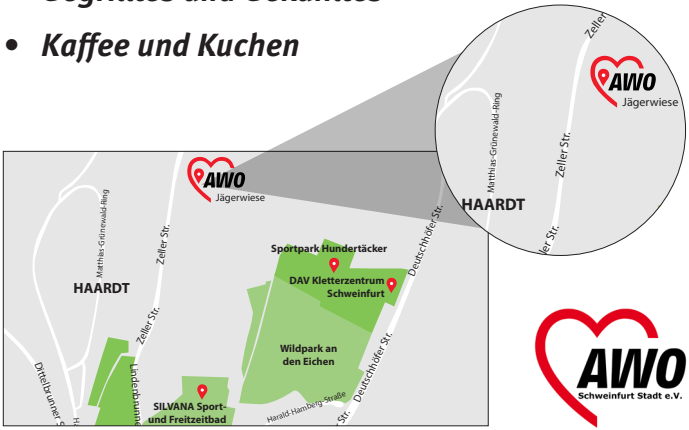 • Kaffee und Kuchen
Zeller
AWO
Jägerwiese
Matthias-Grünewald-Ring
Zeller Str.
HAARDT
AWO
Jägerwiese
Matthias-Grünewald-Ring
Zeller Str.
HAARDT
Deutschhöfer Str.
Sportpark Hundertäcker
DAV Kletterzentrum
Schweinfurt
Zeller Str.
Wildpark an
den Eichen
Deutschhöfer Str.
Dittelbrunner
SILVANA Sport-
und Freitzeitbad
Harald-Hamberg-Straße
Str.
AWO
Schweinfurt Stadt e.V.